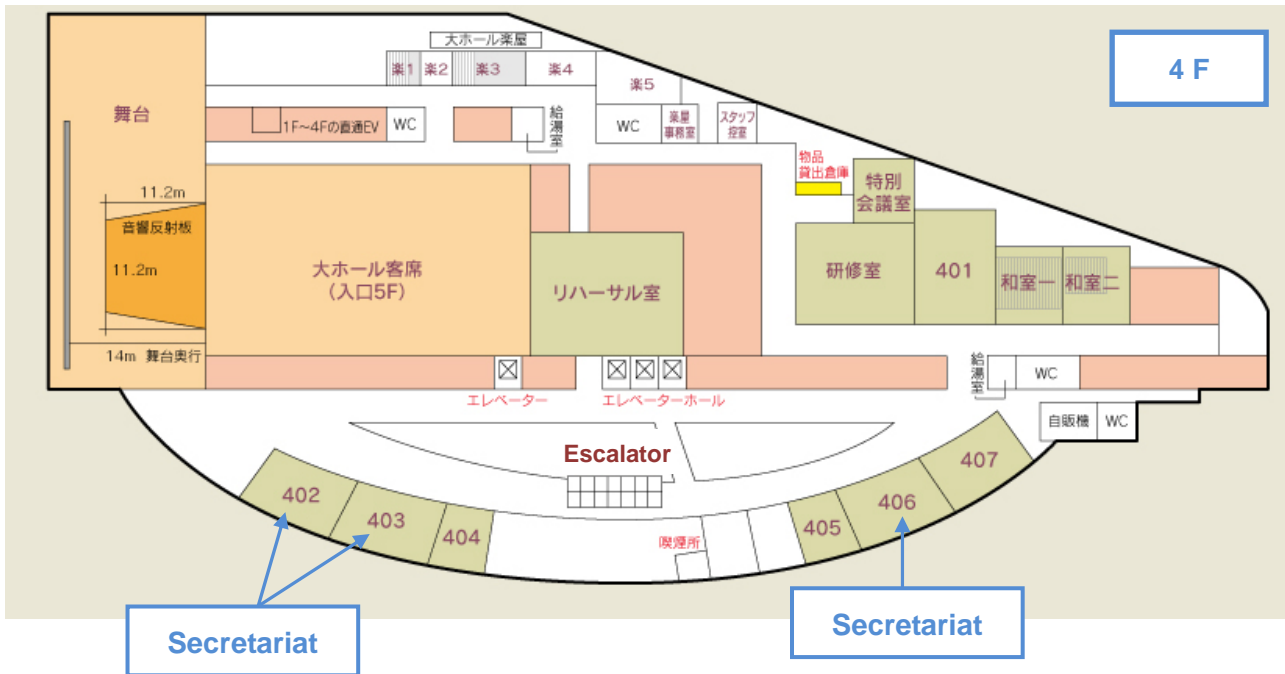 4 F
大ホール楽屋
楽1
楽2
楽3
楽4
楽5
舞台
1F〜4Fの直通EV
WC
給湯室
WC
楽屋
事務室
スタッフ
控室
物品
貸出倉庫
特別
会議室
11.2m
音響反射板
11.2m
14m 舞台奥行
大ホール客席
(入口5F)
リハーサル室
研修室
401
和室一
和室二
エレベーター
エレベーターホール
給湯室
WC
自販機
WC
Escalator
402
403
404
喫煙所
405
406
407
Secretariat
Secretariat